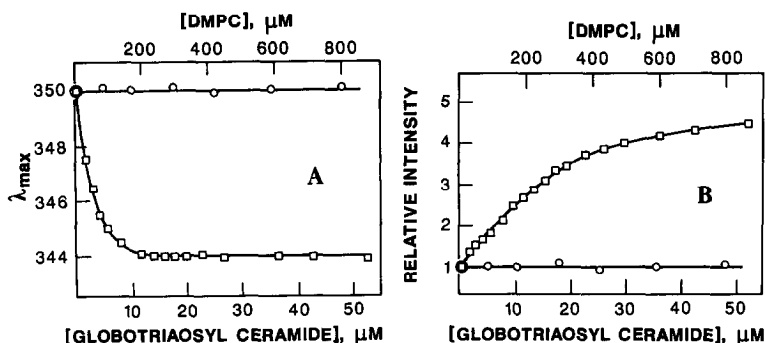 [DMPC], µM
200 400 600 800
350
348
346
344
λmax
A
10 20 30 40 50
[GLOBOTRIAOSYL CERAMIDE], µM
[DMPC], µM
200 400 600 800
5
4
3
2
1
RELATIVE INTENSITY
B
0 10 20 30 40 50
[GLOBOTRIAOSYL CERAMIDE], µM